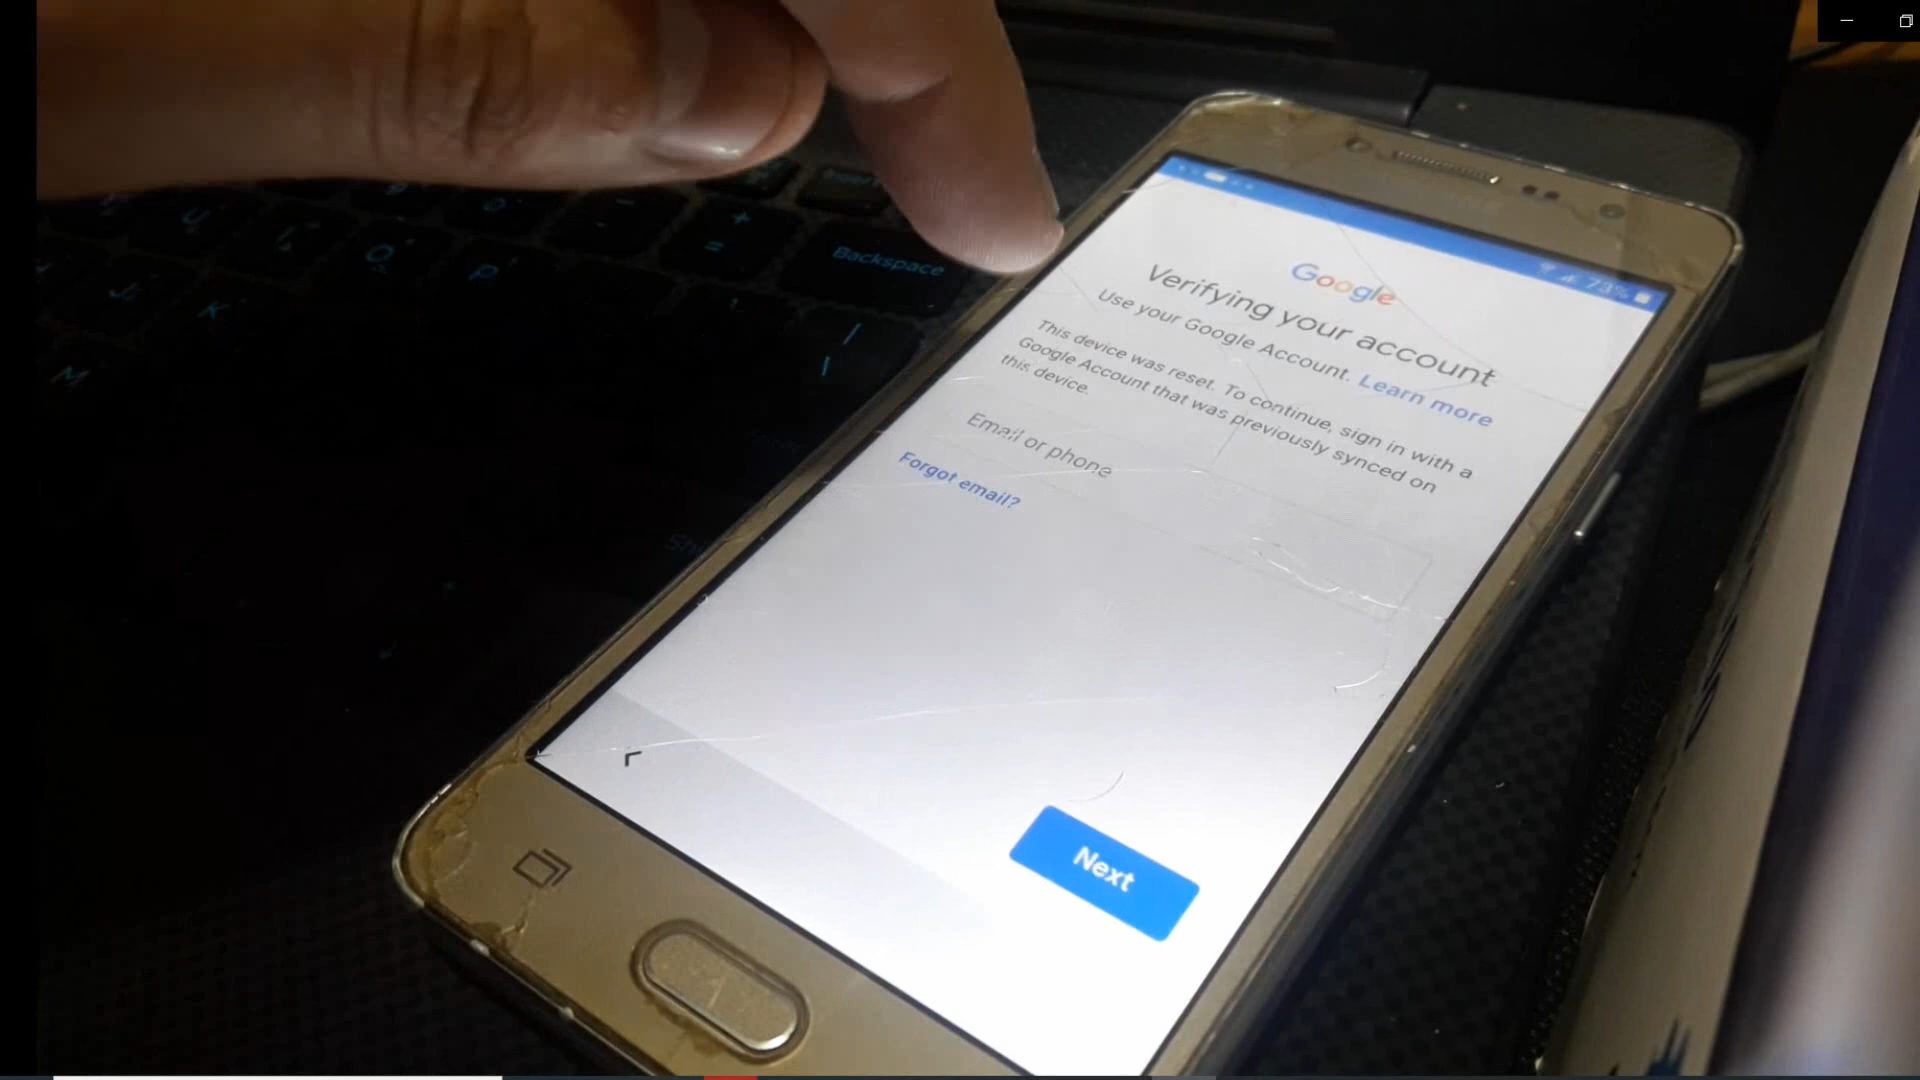 Google
Verifying your account
Use your Google Account. Learn more
This device was reset. To continue, sign in with a
Google Account that was previously synced on
this device.
Email or phone
Forgot email?
Next
73%
Backspace
+
=
P
K
M